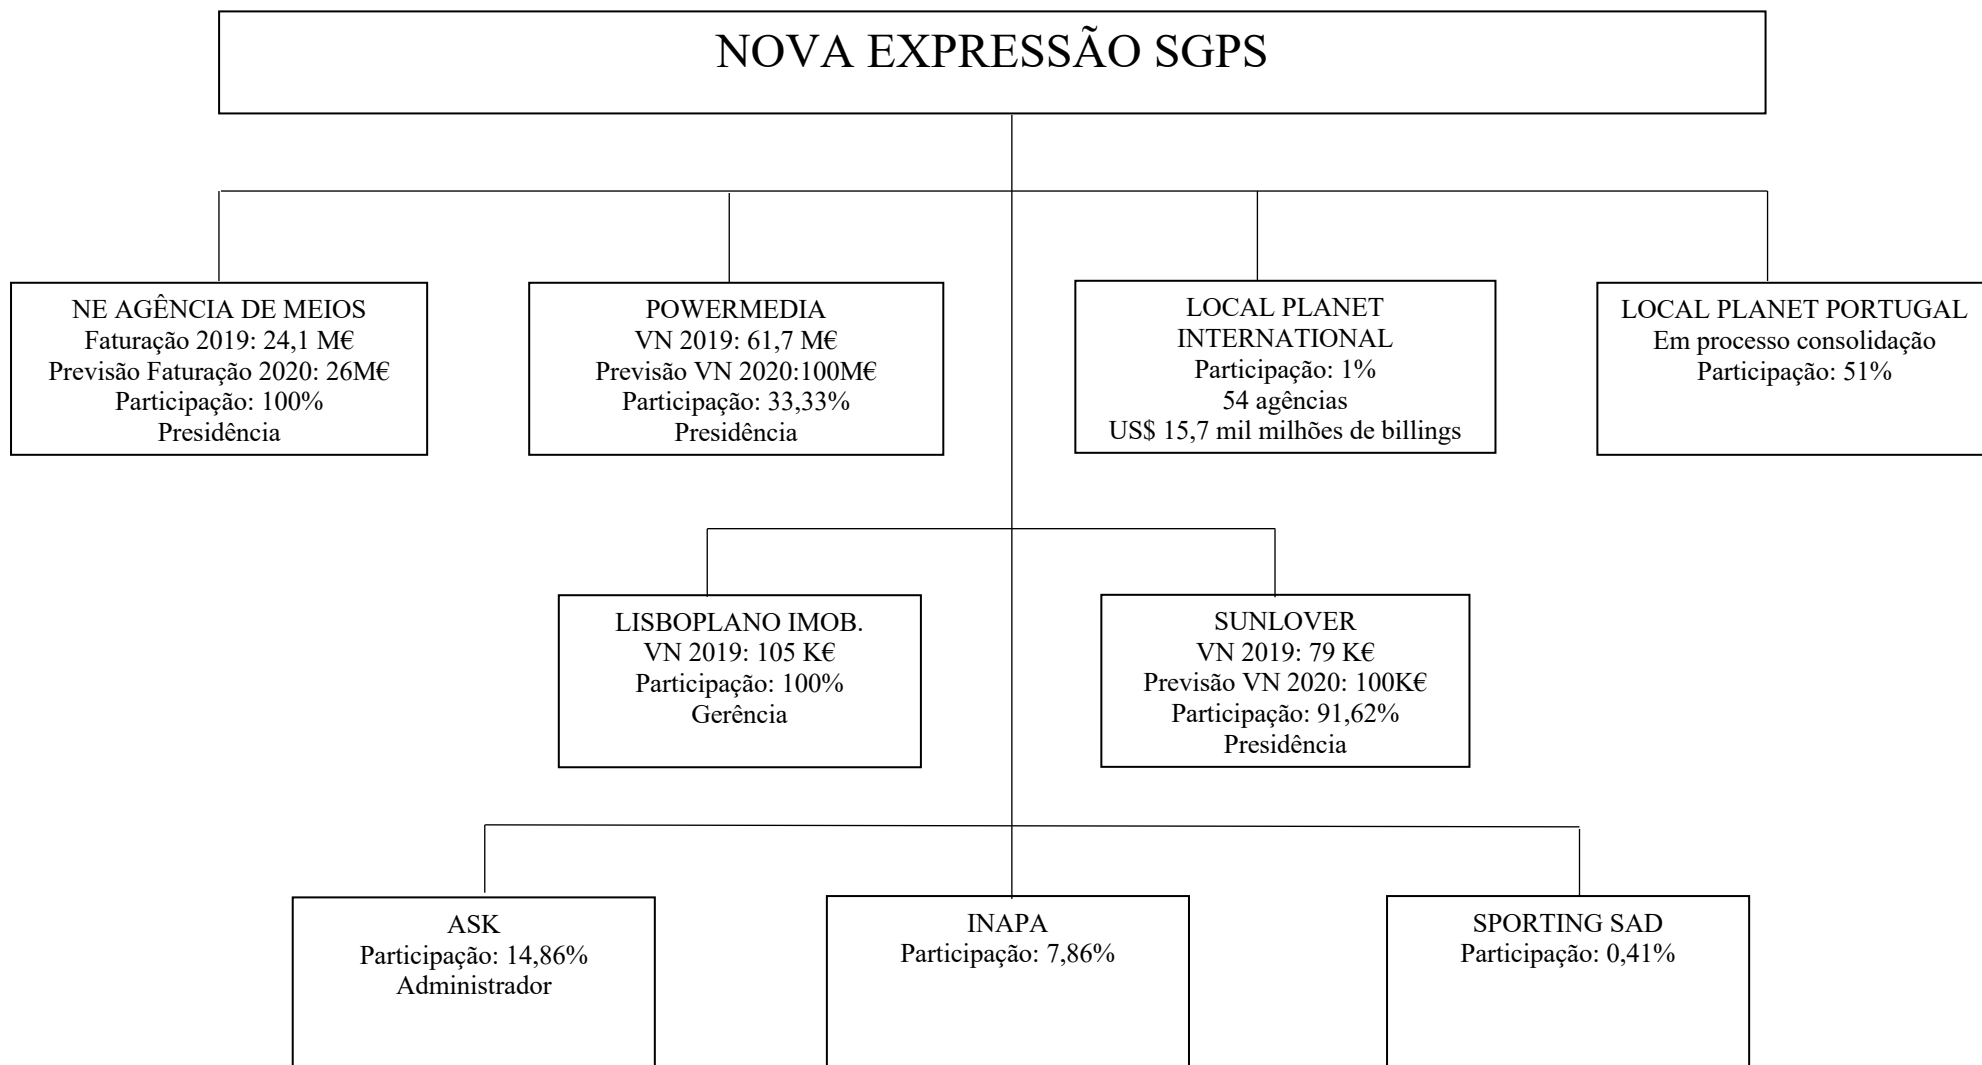 NOVA EXPRESSÃO SGPS
NE AGÊNCIA DE MEIOS
Faturação 2019: 24,1 M€
Previsão Faturação 2020: 26M€
Participação: 100%
Presidência
POWERMEDIA
VN 2019: 61,7 M€
Previsão VN 2020:100M€
Participação: 33,33%
Presidência
LOCAL PLANET
INTERNATIONAL
Participação: 1%
54 agências
US$ 15,7 mil milhões de billings
LOCAL PLANET PORTUGAL
Em processo consolidação
Participação: 51%
LISBOPLANO IMOB.
VN 2019: 105 K€
Participação: 100%
Gerência
SUNLOVER
VN 2019: 79 K€
Previsão VN 2020: 100K€
Participação: 91,62%
Presidência
ASK
Participação: 14,86%
Administrador
INAPA
Participação: 7,86%
SPORTING SAD
Participação: 0,41%